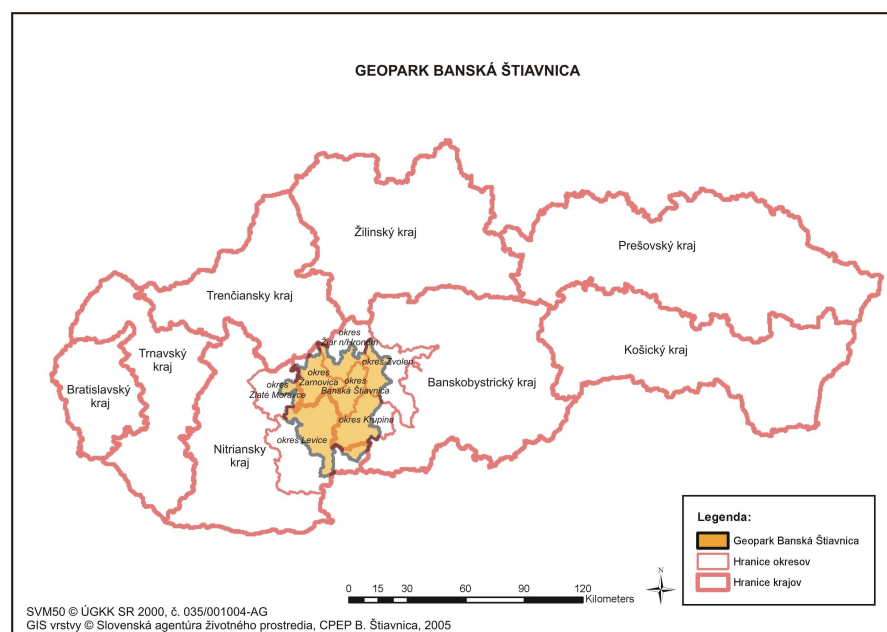 GEOPARK BANSKÁ ŠTIAVNICA
Žilinský kraj
Prešovský kraj
Trenčiansky kraj
Trnavský
kraj
Bratislavský
kraj
Košický kraj
Banskobystrický kraj
Nitriansky
kraj
okres
Žiar n/Hrončín
okres Zvolen
okres
Žarnovica
okres
Banská Štiavnica
okres
Zlaté Moravce
okres Krupina
okres Levice
Legenda:
Geopark Banská Štiavnica
Hranice okresov
Hranice krajov
N
0 15 30 60 90 120
Kilometers
SVM50 © ÚGKK SR 2000, č. 035/001004-AG
GIS vrstvy © Slovenská agentúra životného prostredia, CPEP B. Štiavnica, 2005